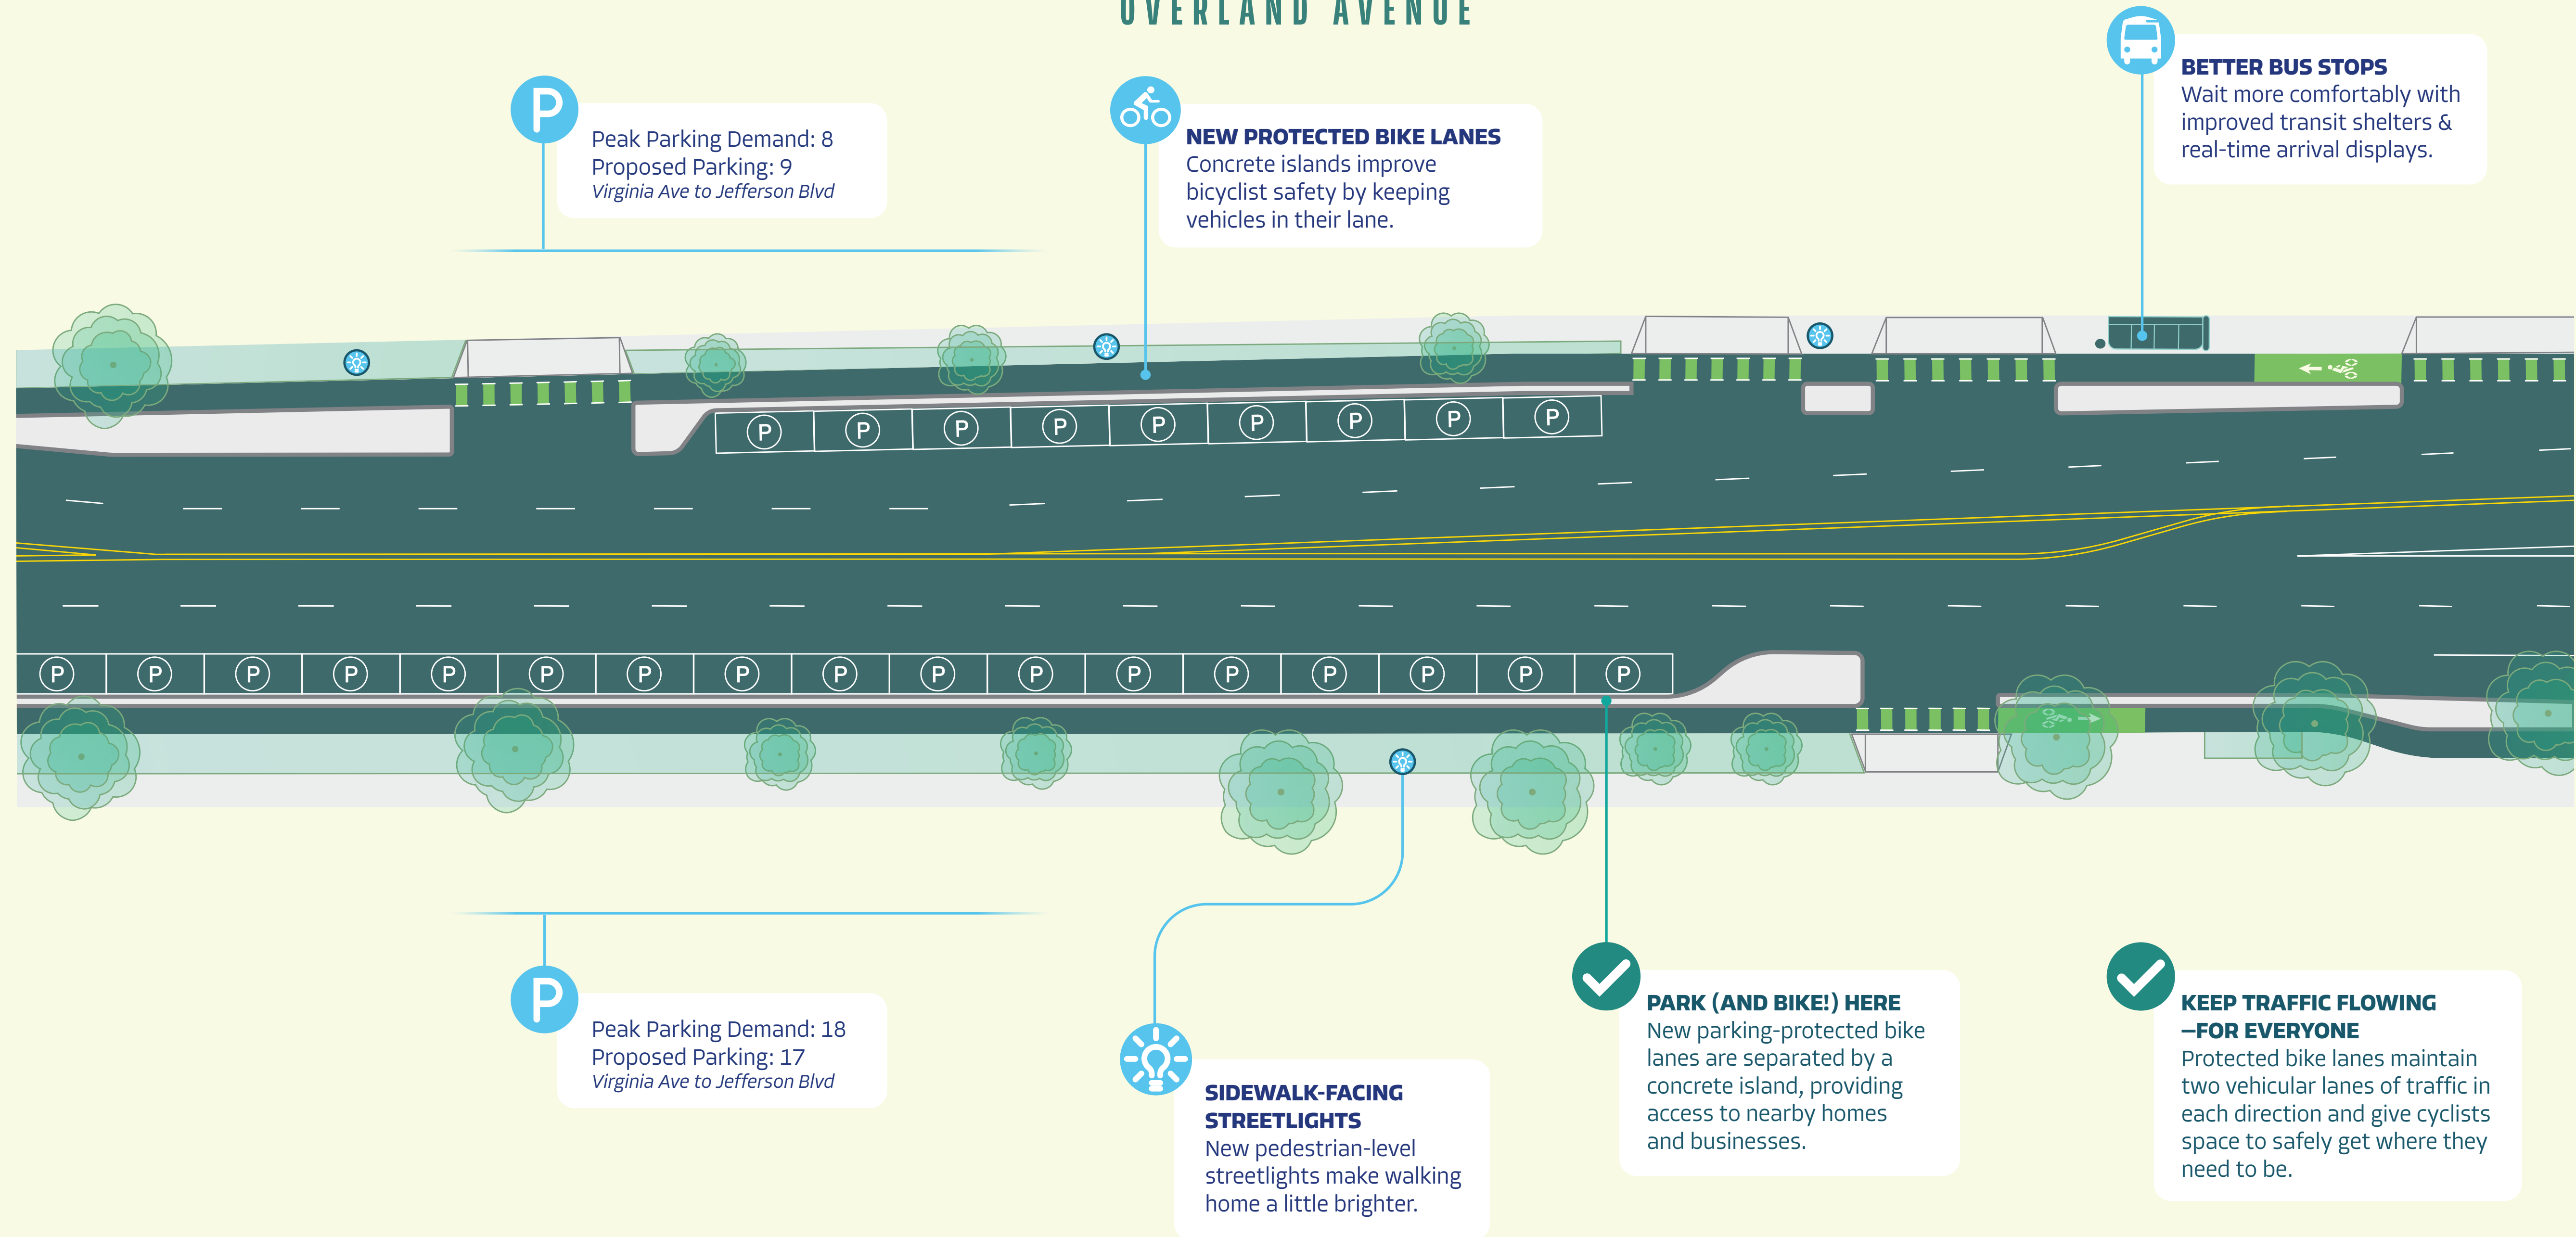 OVERLAND AVENUE
P
Peak Parking Demand: 8
Proposed Parking: 9
Virginia Ave to Jefferson Blvd
NEW PROTECTED BIKE LANES
Concrete islands improve
bicyclist safety by keeping
vehicles in their lane.
BETTER BUS STOPS
Wait more comfortably with
improved transit shelters &
real-time arrival displays.
P P P P P P P P P
P P P P P P P P P P P P P P P P P
P
Peak Parking Demand: 18
Proposed Parking: 17
Virginia Ave to Jefferson Blvd
SIDEWALK-FACING
STREETLIGHTS
New pedestrian-level
streetlights make walking
home a little brighter.
PARK (AND BIKE!) HERE
New parking-protected bike
lanes are separated by a
concrete island, providing
access to nearby homes
and businesses.
KEEP TRAFFIC FLOWING
—FOR EVERYONE
Protected bike lanes maintain
two vehicular lanes of traffic in
each direction and give cyclists
space to safely get where they
need to be.